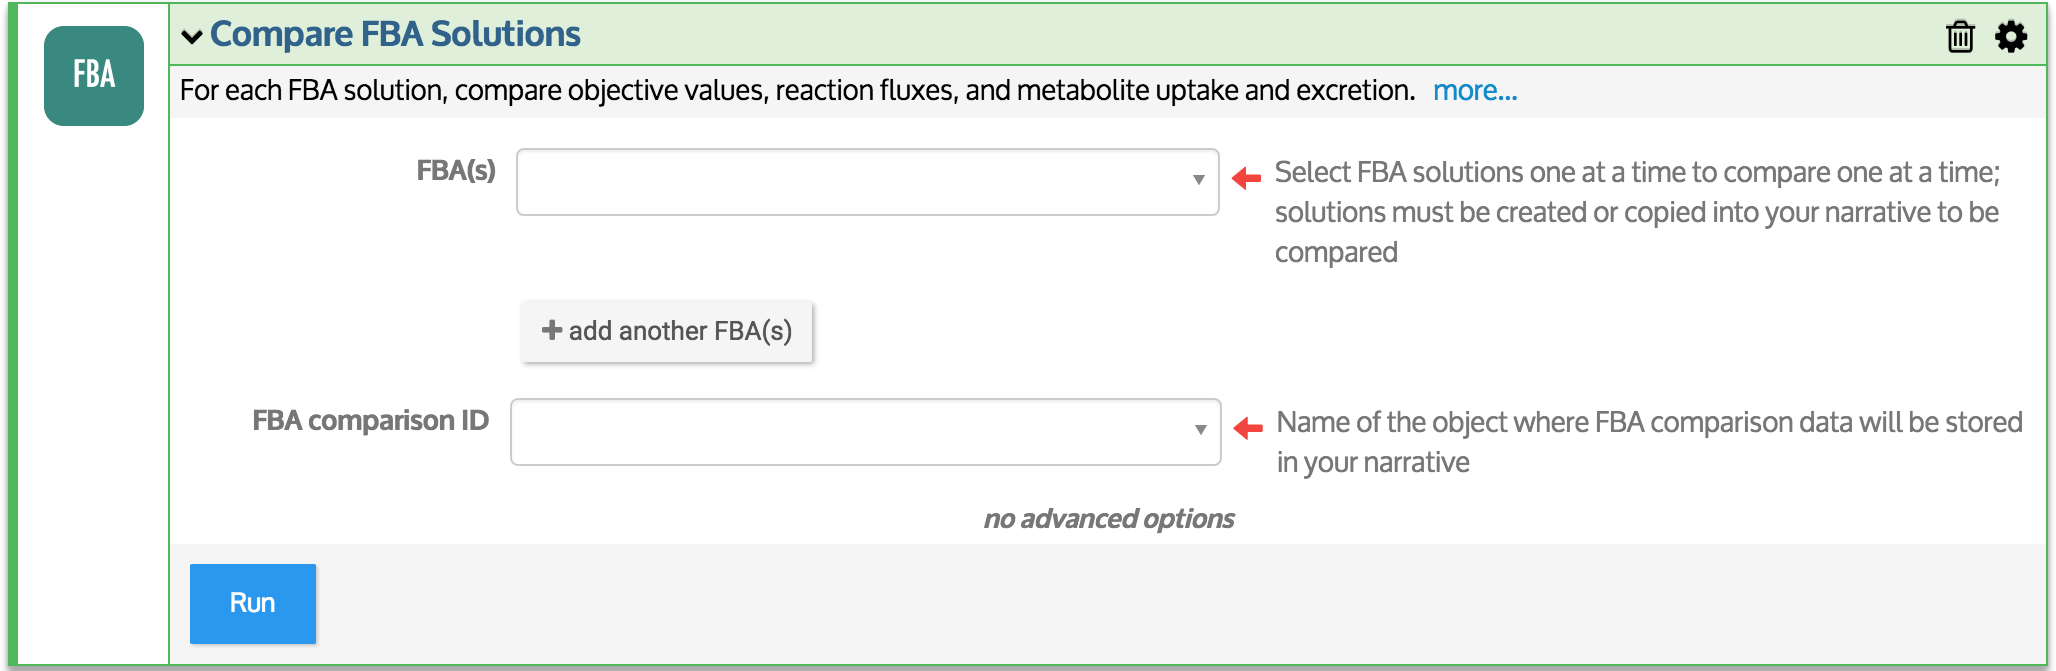 FBA
Compare FBA Solutions
For each FBA solution, compare objective values, reaction fluxes, and metabolite uptake and excretion. more...
FBA(s)
Select FBA solutions one at a time to compare one at a time;
solutions must be created or copied into your narrative to be
compared
+ add another FBA(s)
FBA comparison ID
Name of the object where FBA comparison data will be stored
in your narrative
no advanced options
Run